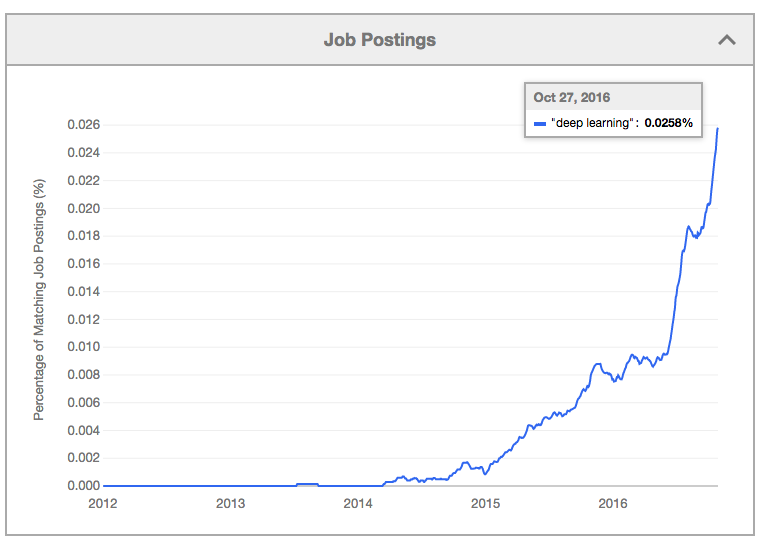 Job Postings
Oct 27, 2016
"deep learning": 0.0258%
Percentage of Matching Job Postings (%)
0.026
0.024
0.022
0.020
0.018
0.016
0.014
0.012
0.010
0.008
0.006
0.004
0.002
0.000
2012 2013 2014 2015 2016